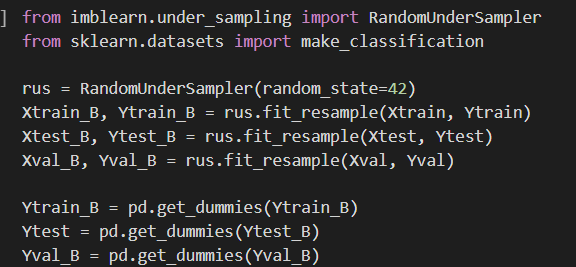 ] from imblearn.under_sampling import RandomUnderSampler
from sklearn.datasets import make_classification

rus = RandomUnderSampler(random_state=42)
Xtrain_B, Ytrain_B = rus.fit_resample(Xtrain, Ytrain)
Xtest_B, Ytest_B = rus.fit_resample(Xtest, Ytest)
Xval_B, Yval_B = rus.fit_resample(Xval, Yval)

Ytrain_B = pd.get_dummies(Ytrain_B)
Ytest = pd.get_dummies(Ytest_B)
Yval_B = pd.get_dummies(Yval_B)